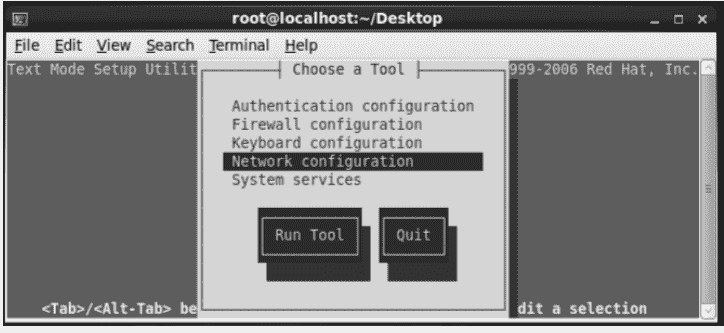 root@localhost:~/Desktop
File Edit View Search Terminal Help
Text Mode Setup Utilit
Choose a Tool
999-2006 Red Hat, Inc.
Authentication configuration
Firewall configuration
Keyboard configuration
Network configuration
System services
Run Tool
Quit
<Tab>/<Alt-Tab> be
dit a selection